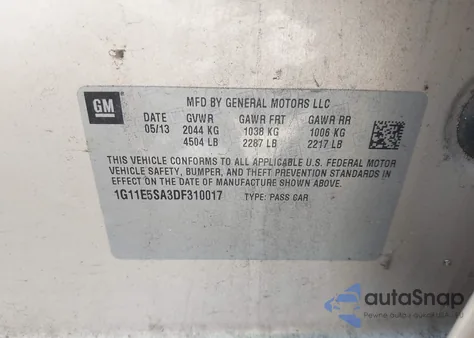 GM
MFD BY GENERAL MOTORS LLC
DATE GVWR GAWR FRT GAWR RR
05/13 2044 KG 1038 KG 1006 KG
4504 LB 2287 LB 2217 LB
THIS VEHICLE CONFORMS TO ALL APPLICABLE U.S. FEDERAL MOTOR
VEHICLE SAFETY, BUMPER, AND THEFT PREVENTION STANDARDS IN
EFFECT ON THE DATE OF MANUFACTURE SHOWN ABOVE.
1G11E5SA3DF310017 TYPE: PASS CAR
autoSnap